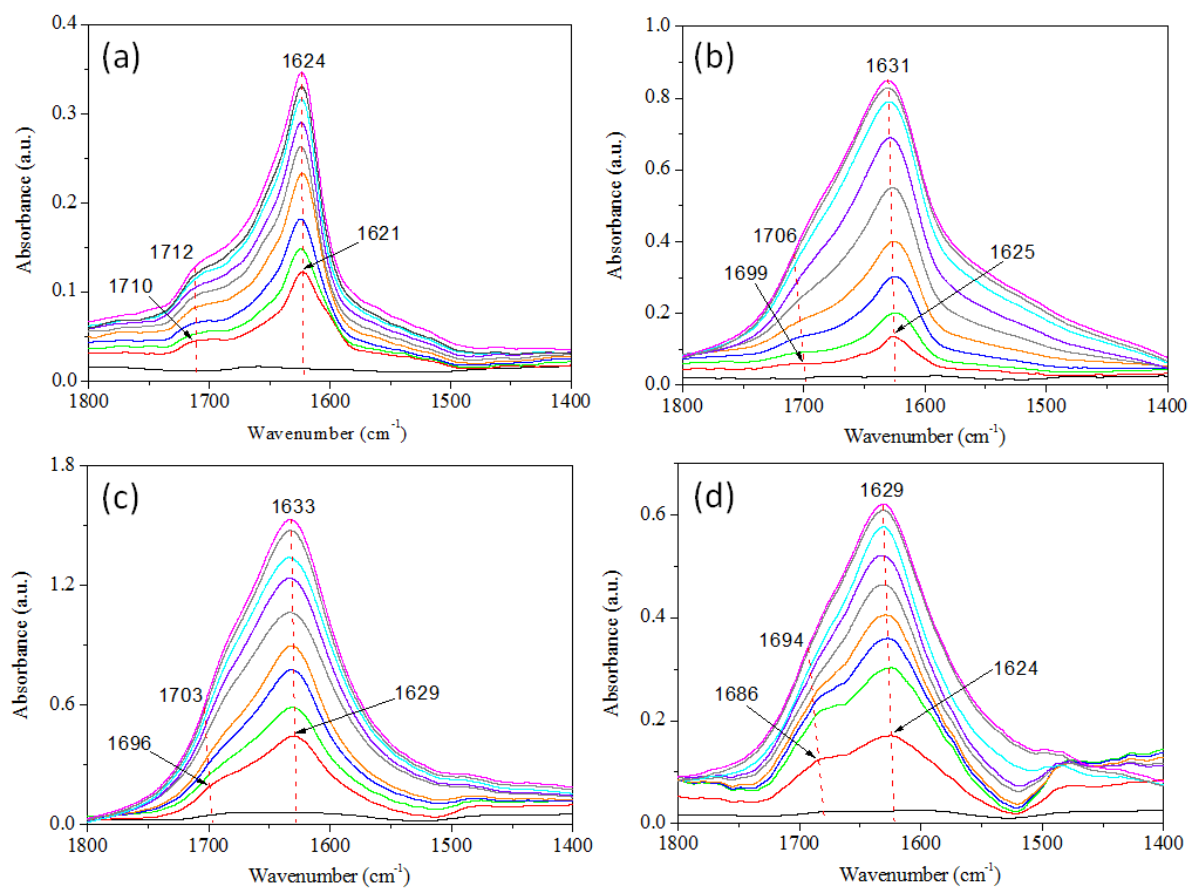 (a)
0.4
0.3
0.2
0.1
0.0
Absorbance (a.u.)
1624
1712
1710
1621
1800 1700 1600 1500 1400
Wavenumber (cm⁻¹)
(b)
1.0
0.8
0.6
0.4
0.2
0.0
Absorbance (a.u.)
1631
1706
1699
1625
1800 1700 1600 1500 1400
Wavenumber (cm⁻¹)
(c)
1.8
1.2
0.6
0.0
Absorbance (a.u.)
1633
1703
1696
1629
1800 1700 1600 1500 1400
Wavenumber (cm⁻¹)
(d)
0.6
0.4
0.2
0.0
Absorbance (a.u.)
1629
1694
1686
1624
1800 1700 1600 1500 1400
Wavenumber (cm⁻¹)